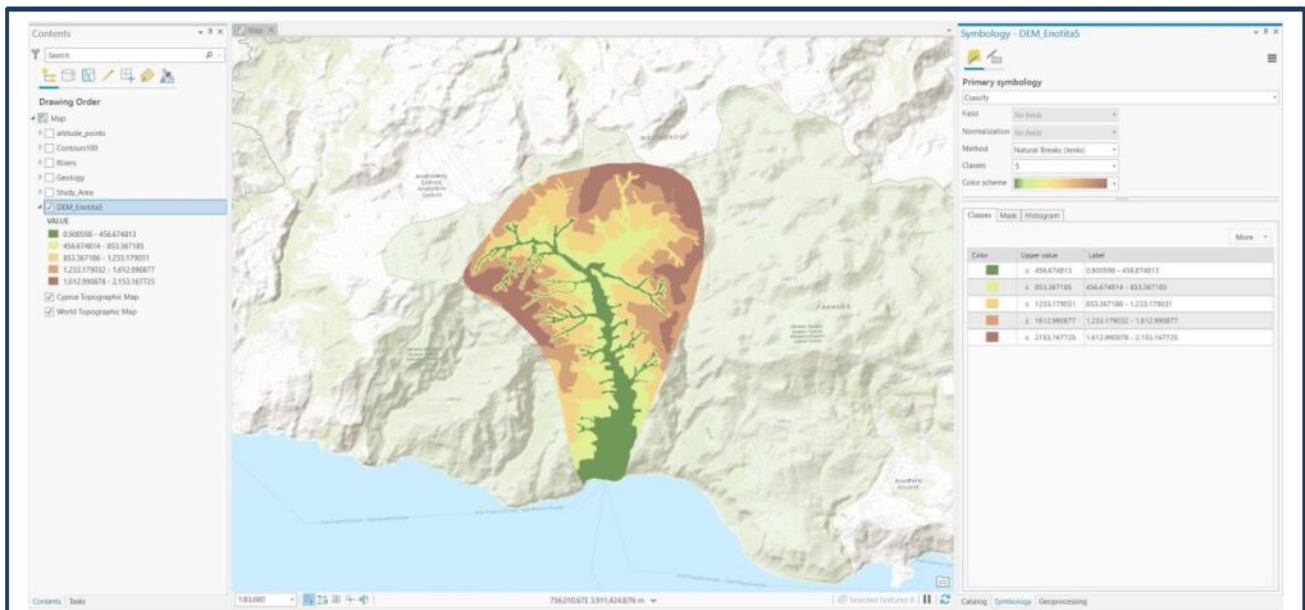 Contents
Search
Drawing Order
Map
altitude_points
Contours100
Rivers
Geology
Study_Area
DEM_Enotita5
VALUE
0.900598 - 456.674813
456.674814 - 853.367185
853.367186 - 1,233.179031
1,233.179032 - 1,612.990877
1,612.990878 - 2,153.167725
Cyprus Topographic Map
World Topographic Map
Contents Tasks
Map
1:83,680
756,010.67E 3,911,424.87N m
Selected Features: 0
Symbology - DEM_Enotita5
Primary symbology
Classify
Field No fields
Normalization No fields
Method Natural Breaks (Jenks)
Classes 5
Color scheme
Classes Mask Histogram
More
Color Upper value Label
≤ 456.674813 0.900598 - 456.674813
≤ 853.367185 456.674814 - 853.367185
≤ 1233.179031 853.367186 - 1,233.179031
≤ 1612.990877 1,233.179032 - 1,612.990877
≤ 2153.167725 1,612.990878 - 2,153.167725
Catalog Symbology Geoprocessing